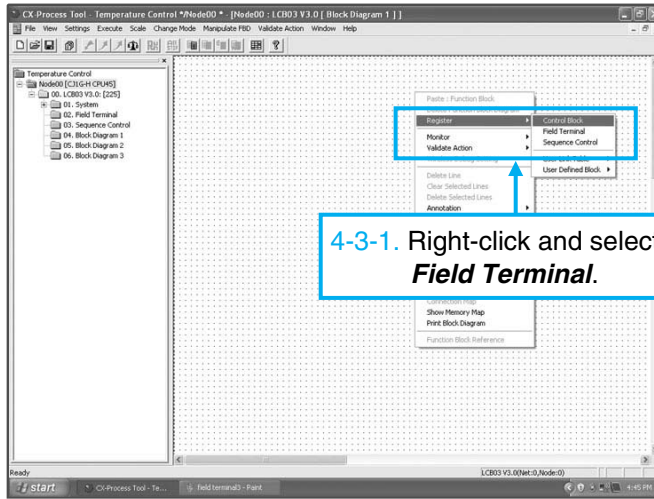 CX-Process Tool - Temperature Control */Node00 * - [Node00 : LCB03 V3.0 [ Block Diagram 1 ] ]
File View Settings Execute Scale Change Mode Manipulate FBD Validate Action Window Help
Temperature Control
Node00 [CJ1G-H CPU45]
00. LCB03 V3.0: [225]
01. System
02. Field Terminal
03. Sequence Control
04. Block Diagram 1
05. Block Diagram 2
06. Block Diagram 3
Paste : Function Block
Register
Control Block
Field Terminal
Sequence Control
Monitor
Validate Action
User Link Table
User Defined Block
Delete Line
Clear Selected Lines
Delete Selected Lines
Annotation
4-3-1. Right-click and select
Field Terminal.
Connection Map
Show Memory Map
Print Block Diagram
Function Block Reference
Ready
LCB03 V3.0(Net:0,Node:0)
start
CX-Process Tool - Te...
field terminal3 - Paint
4:45 PM